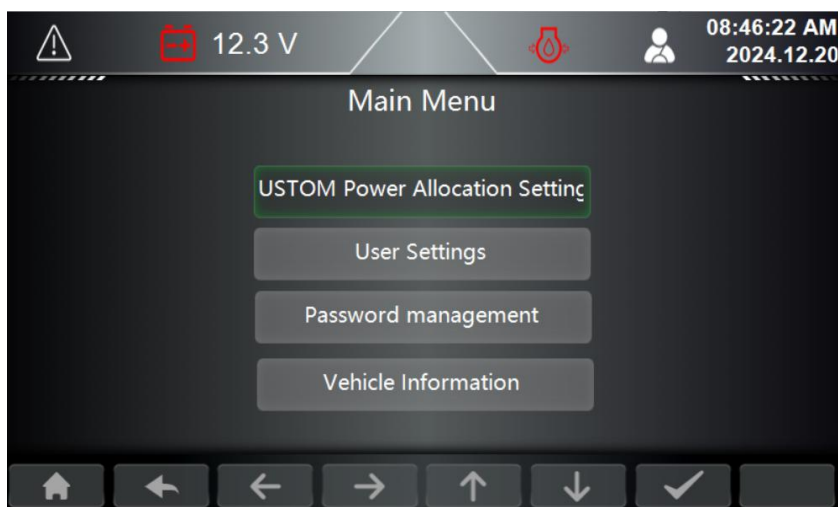 12.3 V
08:46:22 AM
2024.12.20
Main Menu
USTOM Power Allocation Setting
User Settings
Password management
Vehicle Information